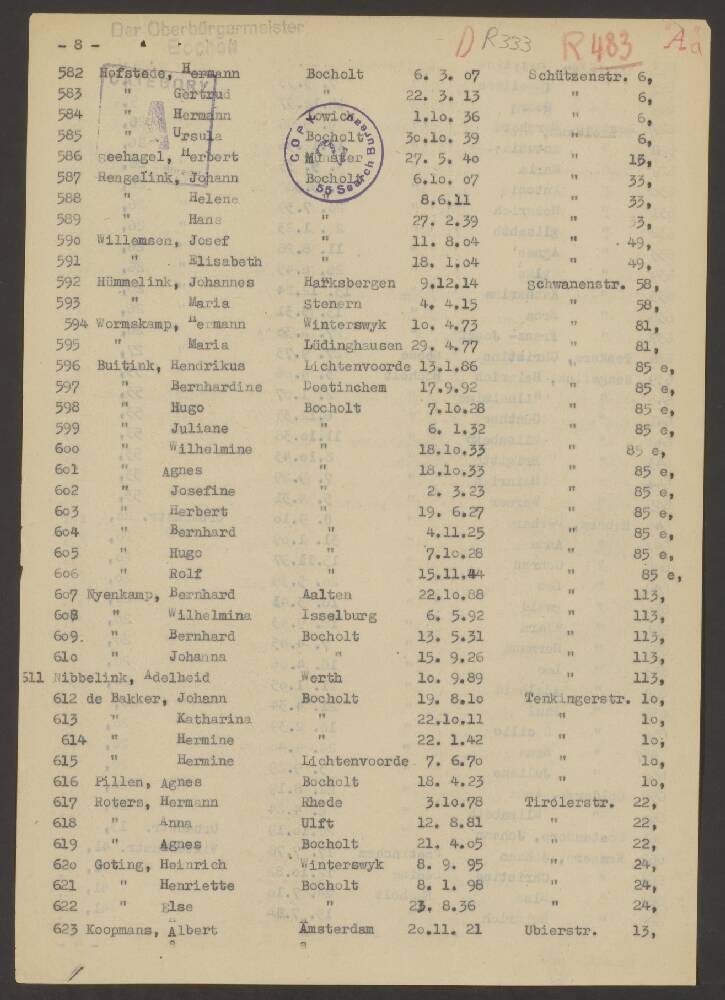 Der Oberbürgermeister
Bocholt
- 8 -
D R333 R483
CATEGORY A
COPY Search Bureau
582 Hofstede, Hermann Bocholt 6. 3. 07 Schützenstr. 6,
583 " Gertrud " 22. 3. 13 " 6,
584 " Hermann Lowich 1.10. 36 " 6,
585 " Ursula Bocholt 30.10. 39 " 6,
586 Seehagel, Herbert Münster 27. 5. 40 " 15,
587 Rengelink, Johann Bocholt 6.10. 07 " 33,
588 " Helene " 8.6.11 " 33,
589 " Hans " 27. 2.39 " 33,
590 Willemsen, Josef " 11. 8.04 " 49,
591 " Elisabeth " 18. 1.04 " 49,
592 Hümmelink, Johannes Harksbergen 9.12.14 Schwanenstr. 58,
593 " Maria Stenern 4. 4.15 " 58,
594 Wormskamp, Hermann Winterswyk 10. 4.73 " 81,
595 " Maria Lüdinghausen 29. 4.77 " 81,
596 Buitink, Hendrikus Lichtenvoorde 13.1.86 " 85 e,
597 " Bernhardine Doetinchem 17.9.92 " 85 e,
598 " Hugo Bocholt 7.10.28 " 85 e,
599 " Juliane " 6. 1.32 " 85 e,
600 " Wilhelmine " 18.10.33 " 85 e,
601 " Agnes " 18.10.33 " 85 e,
602 " Josefine " 2. 3.23 " 85 e,
603 " Herbert " 19. 6.27 " 85 e,
604 " Bernhard " 4.11.25 " 85 e,
605 " Hugo " 7.10.28 " 85 e,
606 " Rolf " 15.11.44 " 85 e,
607 Nyenkamp, Bernhard Aalten 22.10.88 " 113,
608 " Wilhelmina Isselburg 6. 5.92 " 113,
609. " Bernhard Bocholt 13. 5.31 " 113,
610 " Johanna " 15. 9.26 " 113,
611 Nibbelink, Adelheid Werth 10. 9.89 " 113,
612 de Bakker, Johann Bocholt 19. 8.10 Tenkingerstr. 10,
613 " Katharina " 22.10.11 " 10,
614 " Hermine " 22. 1.42 " 10,
615 " Hermine Lichtenvoorde 7. 6.70 " 10,
616 Pillen, Agnes Bocholt 18. 4.23 " 10,
617 Roters, Hermann Rhede 3.10.78 Tirolerstr. 22,
618 " Anna Ulft 12. 8.81 " 22,
619 " Agnes Bocholt 21. 4.05 " 22,
620 Goting, Heinrich Winterswyk 8. 9. 95 " 24,
621 " Henriette Bocholt 8. 1. 98 " 24,
622 " Else " 23. 8.36 " 24,
623 Koopmans, Albert Amsterdam 20.11. 21 Ubierstr. 13,